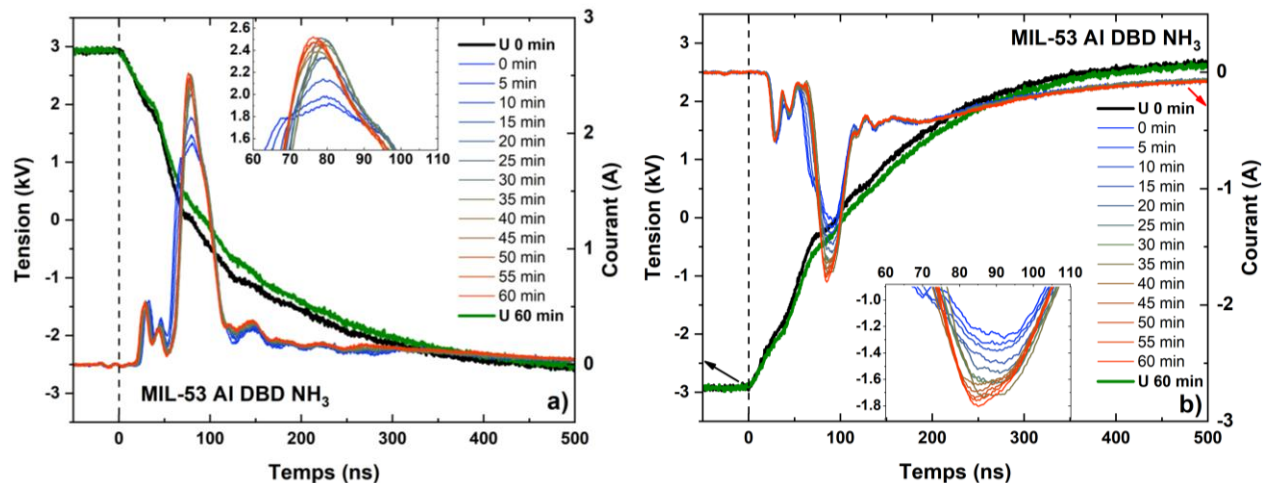 MIL-53 Al DBD NH3
a)
Tension (kV)
3
2
1
0
-1
-2
-3
Temps (ns)
0
100
200
300
400
500
Courant (A)
3
2
1
0
U 0 min
0 min
5 min
10 min
15 min
20 min
25 min
30 min
35 min
40 min
45 min
50 min
55 min
60 min
U 60 min
2.6
2.4
2.2
2.0
1.8
1.6
60
70
80
90
100
110
MIL-53 Al DBD NH3
b)
Tension (kV)
3
2
1
0
-1
-2
-3
Temps (ns)
0
100
200
300
400
500
Courant (A)
0
-1
-2
-3
U 0 min
0 min
5 min
10 min
15 min
20 min
25 min
30 min
35 min
40 min
45 min
50 min
55 min
60 min
U 60 min
60
70
80
90
100
110
-1.0
-1.2
-1.4
-1.6
-1.8